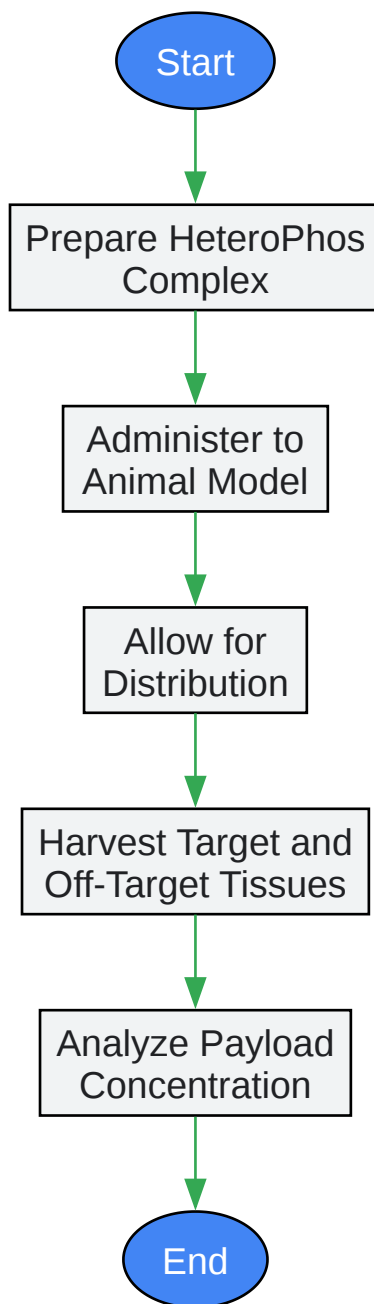 Start
Prepare HeteroPhos
Complex
Administer to
Animal Model
Allow for
Distribution
Harvest Target and
Off-Target Tissues
Analyze Payload
Concentration
End